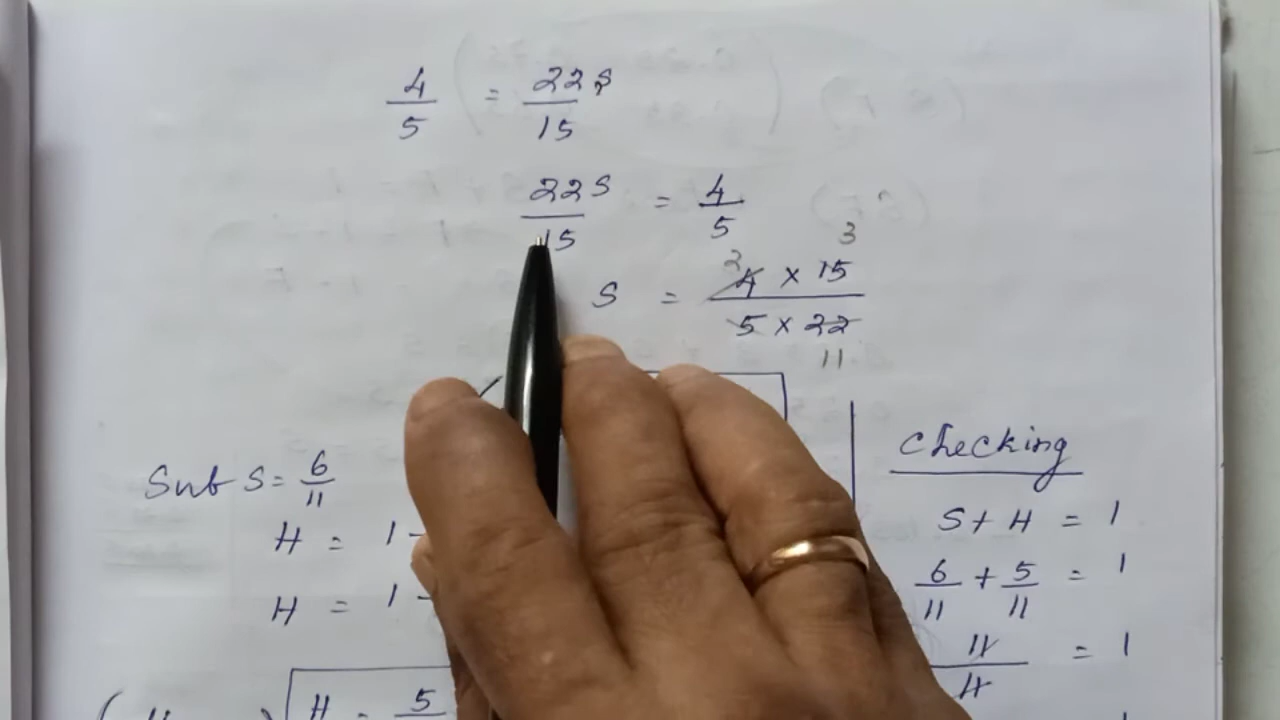 4/5 = 22s/15
22s/15 = 4/5
s = 4 × 15 / 5 × 22
2 3 11
Sub s = 6/11
H = 1 -
H = 1 -
H = 5
Checking
S + H = 1
6/11 + 5/11 = 1
11/11 = 1